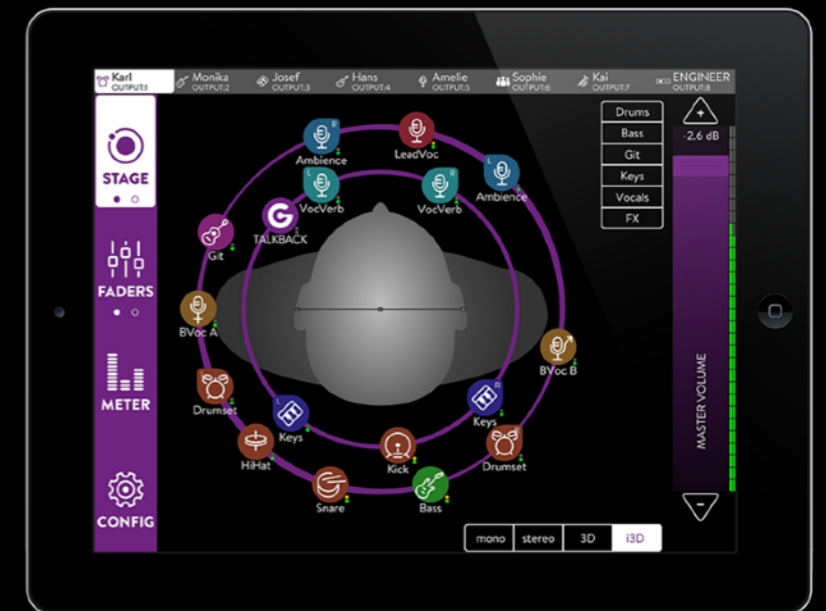 Karl
OUTPUT:1
Monika
OUTPUT:2
Josef
OUTPUT:3
Hans
OUTPUT:4
Amelie
OUTPUT:5
Sophie
OUTPUT:6
Kai
OUTPUT:7
ENGINEER
OUTPUT:8
STAGE
FADERS
METER
CONFIG
R
Ambience
LeadVoc
L
Ambience
L
VocVerb
R
VocVerb
G
TALKBACK
Git
BVoc A
BVoc B
Drumset
L
Keys
R
Keys
HiHat
Kick
Drumset
Snare
Bass
Drums
Bass
Git
Keys
Vocals
FX
+
-2.6 dB
MASTER VOLUME
-
mono
stereo
3D
i3D